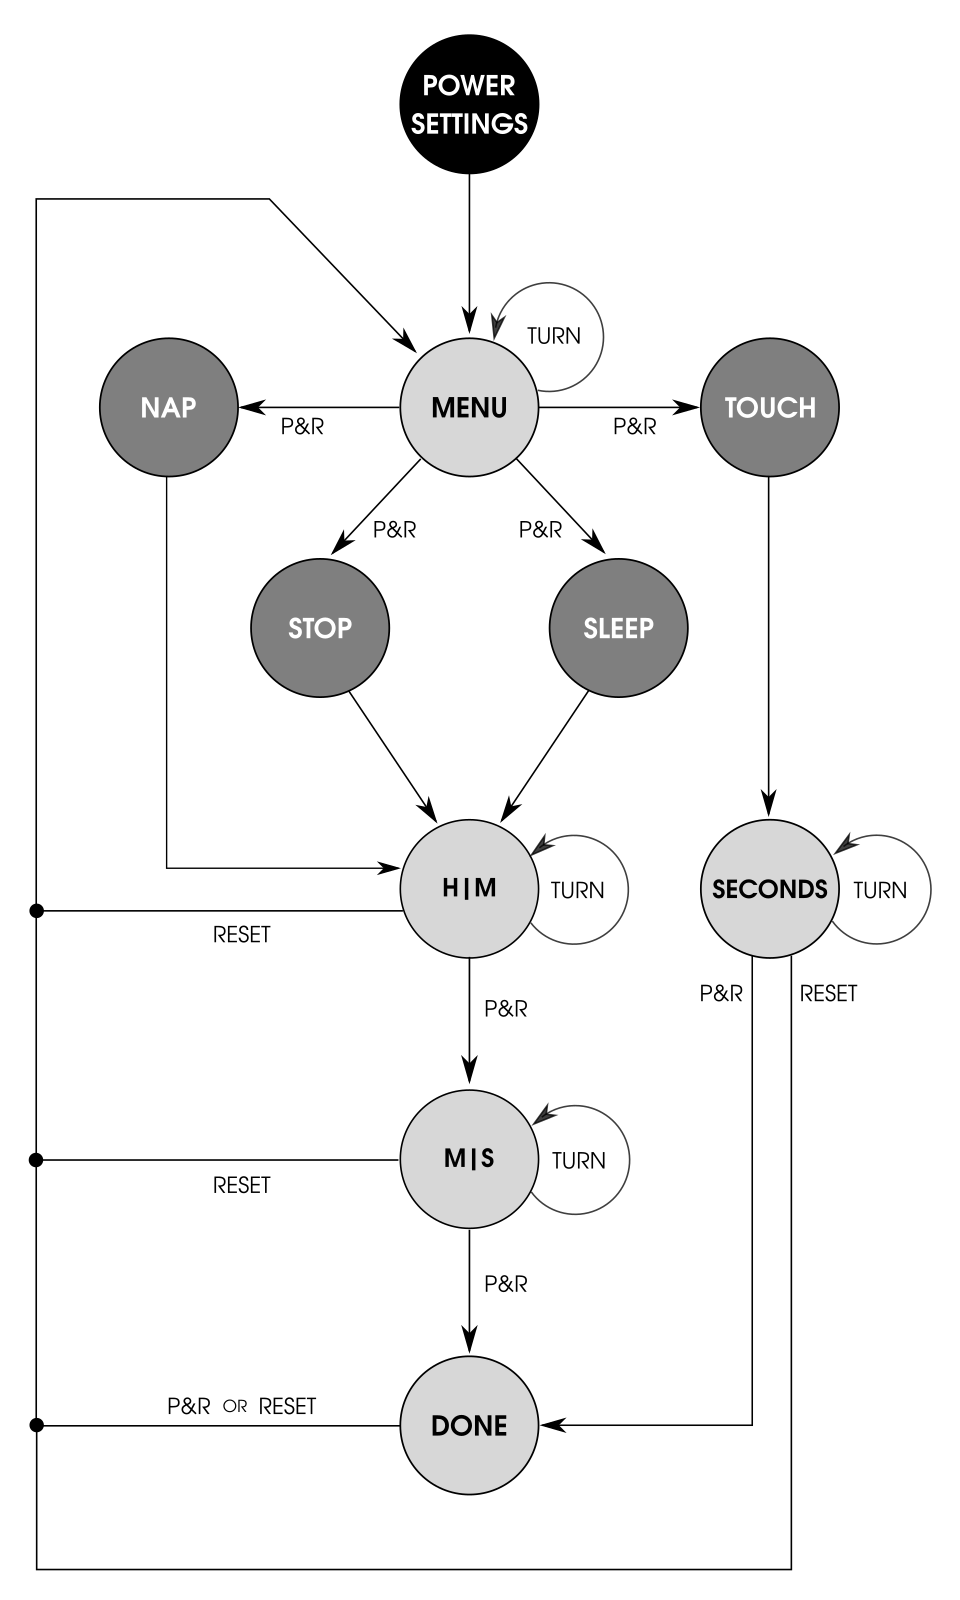 POWER
SETTINGS
TURN
NAP
MENU
TOUCH
P&R
P&R
P&R
P&R
STOP
SLEEP
H|M
TURN
SECONDS
TURN
RESET
P&R
RESET
P&R
M|S
TURN
RESET
P&R
P&R OR RESET
DONE